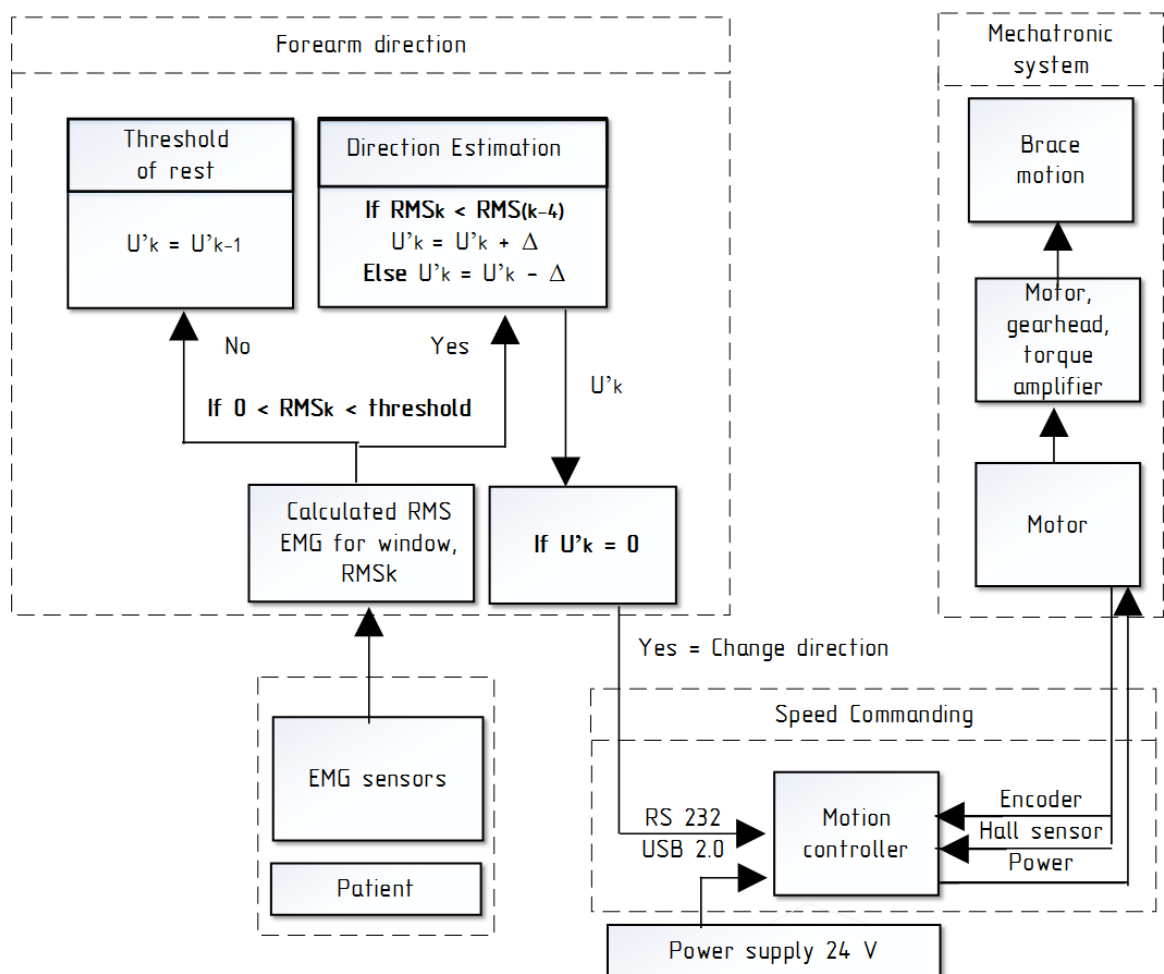 Forearm direction
Threshold
of rest
U'k = U'k-1
Direction Estimation
If RMSk < RMS(k-4)
U'k = U'k + Δ
Else U'k = U'k - Δ
No
Yes
If 0 < RMSk < threshold
U'k
Calculated RMS
EMG for window,
RMSk
If U'k = 0
EMG sensors
Patient
Yes = Change direction
Speed Commanding
RS 232
USB 2.0
Motion
controller
Encoder
Hall sensor
Power
Power supply 24 V
Mechatronic
system
Brace
motion
Motor,
gearhead,
torque
amplifier
Motor